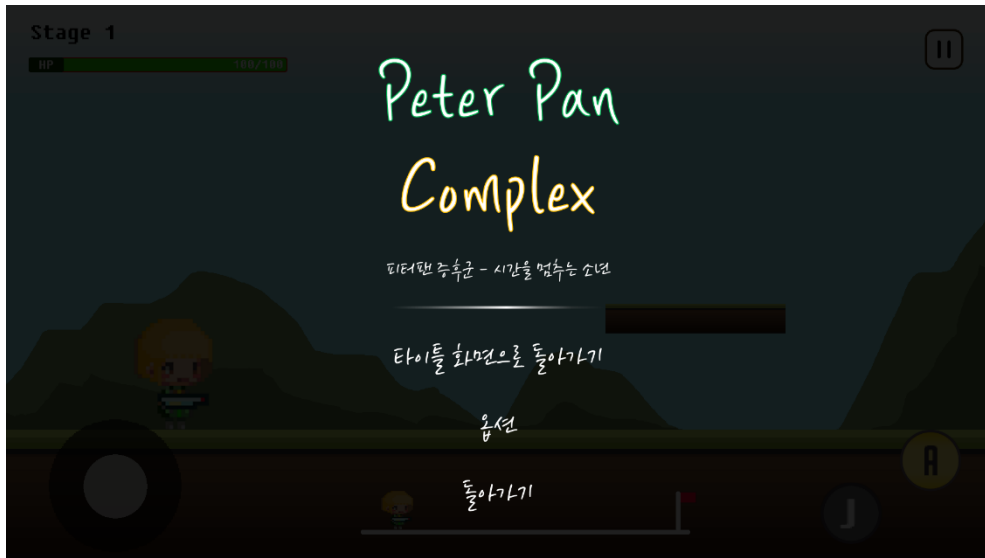 Stage 1
HP 100/100
Peter Pan
Complex
피터팬 증후군 - 시간을 멈추는 소년
타이틀 화면으로 돌아가기
옵션
돌아가기
A
J